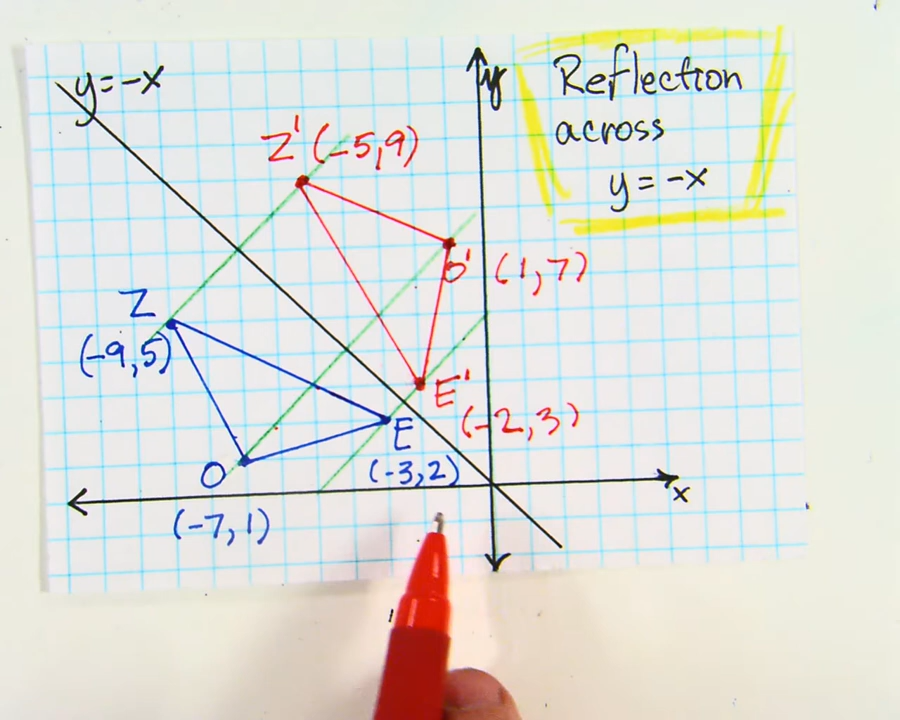 y=-x
y
Reflection
across
y=-x
Z' (-5,9)
O' (1,7)
Z
(-9,5)
E'
(-2,3)
E
(-3,2)
O
(-7,1)
x